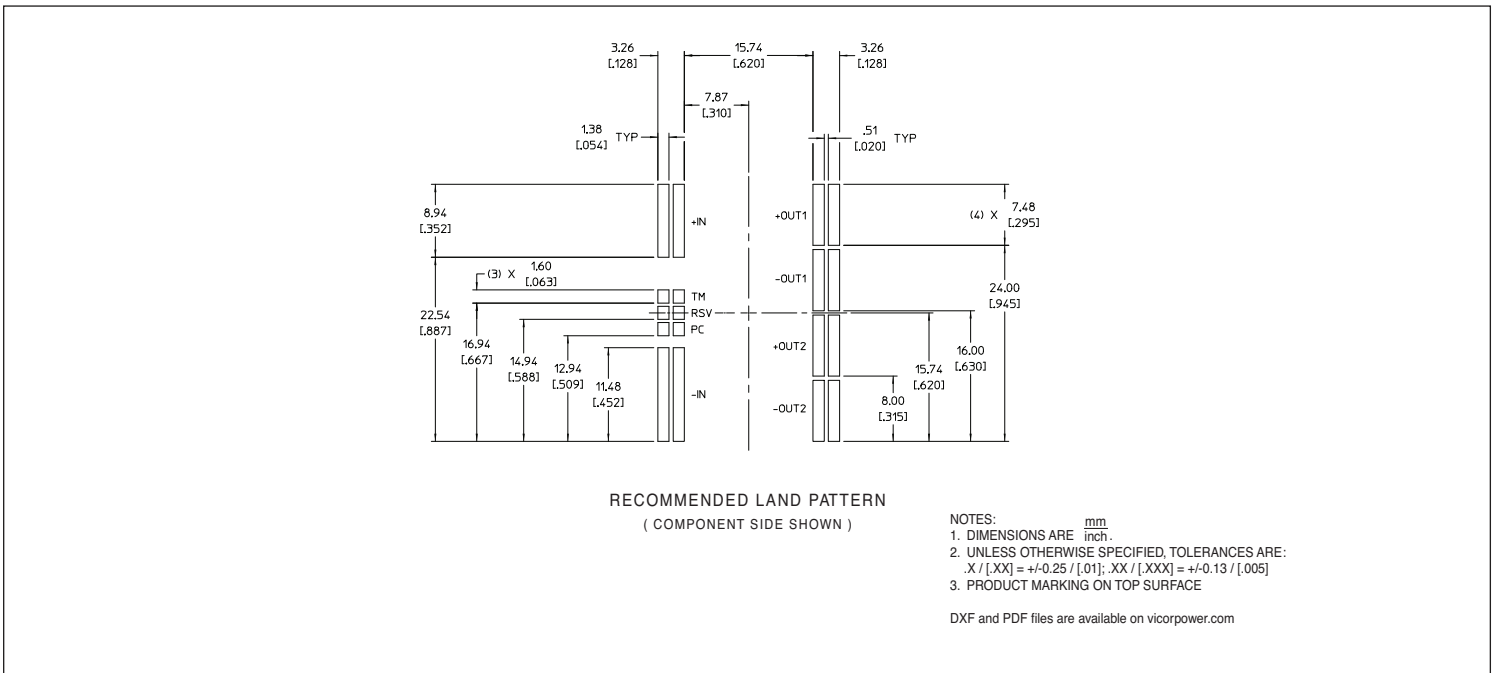 3.26
[.128]
15.74
[.620]
3.26
[.128]
7.87
[.310]
1.38
[.054]
TYP
.51
[.020]
TYP
8.94
[.352]
+IN
+OUT1
(4) X
7.48
[.295]
(3) X
1.60
[.063]
-OUT1
TM
RSV
PC
24.00
[.945]
22.54
[.887]
16.94
[.667]
14.94
[.588]
12.94
[.509]
11.48
[.452]
+OUT2
16.00
[.630]
15.74
[.620]
-IN
-OUT2
8.00
[.315]
RECOMMENDED LAND PATTERN
( COMPONENT SIDE SHOWN )
NOTES:
1. DIMENSIONS ARE mm / inch.
2. UNLESS OTHERWISE SPECIFIED, TOLERANCES ARE:
.X / [.XX] = +/-0.25 / [.01]; .XX / [.XXX] = +/-0.13 / [.005]
3. PRODUCT MARKING ON TOP SURFACE
DXF and PDF files are available on vicorpower.com